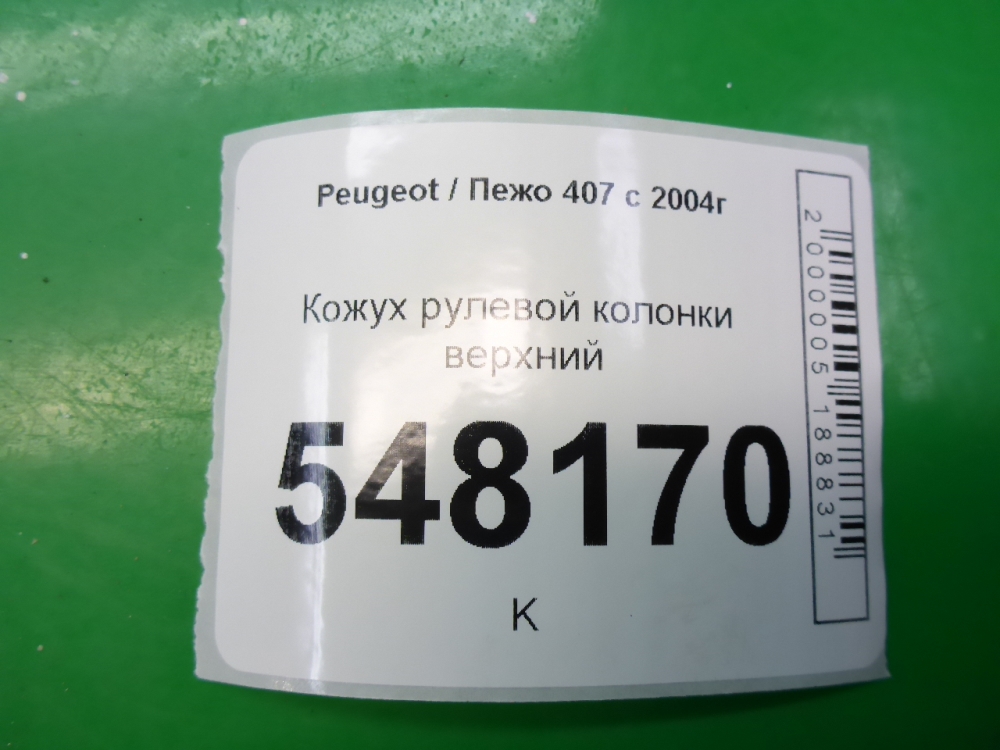 Peugeot / Пежо 407 с 2004г
Кожух рулевой колонки
верхний
548170
К
2000005188831